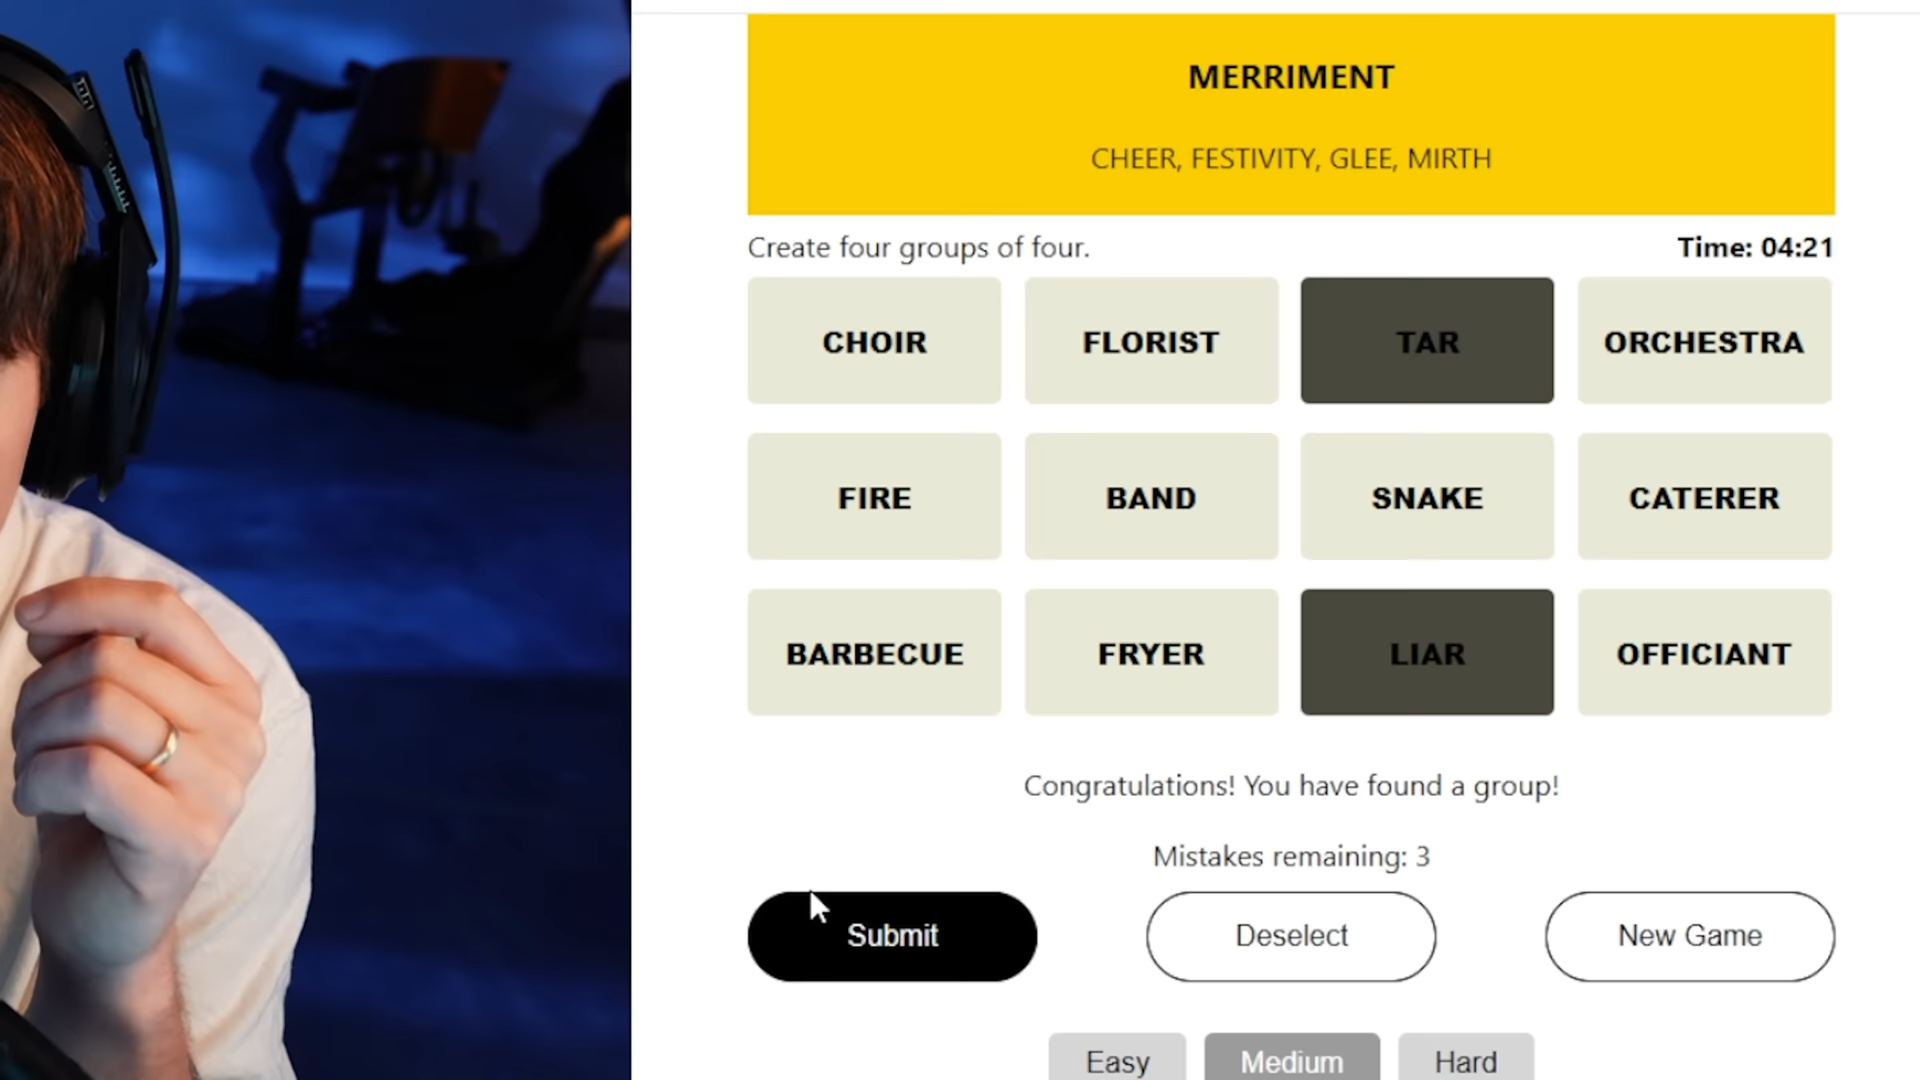 MERRIMENT
CHEER, FESTIVITY, GLEE, MIRTH
Create four groups of four.
Time: 04:21
CHOIR FLORIST TAR ORCHESTRA
FIRE BAND SNAKE CATERER
BARBECUE FRYER LIAR OFFICIANT
Congratulations! You have found a group!
Mistakes remaining: 3
Submit Deselect New Game
Easy Medium Hard